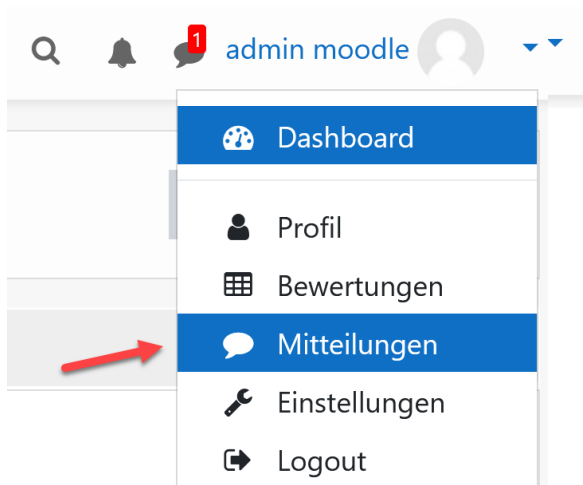 1
admin moodle
Dashboard
Profil
Bewertungen
Mitteilungen
Einstellungen
Logout